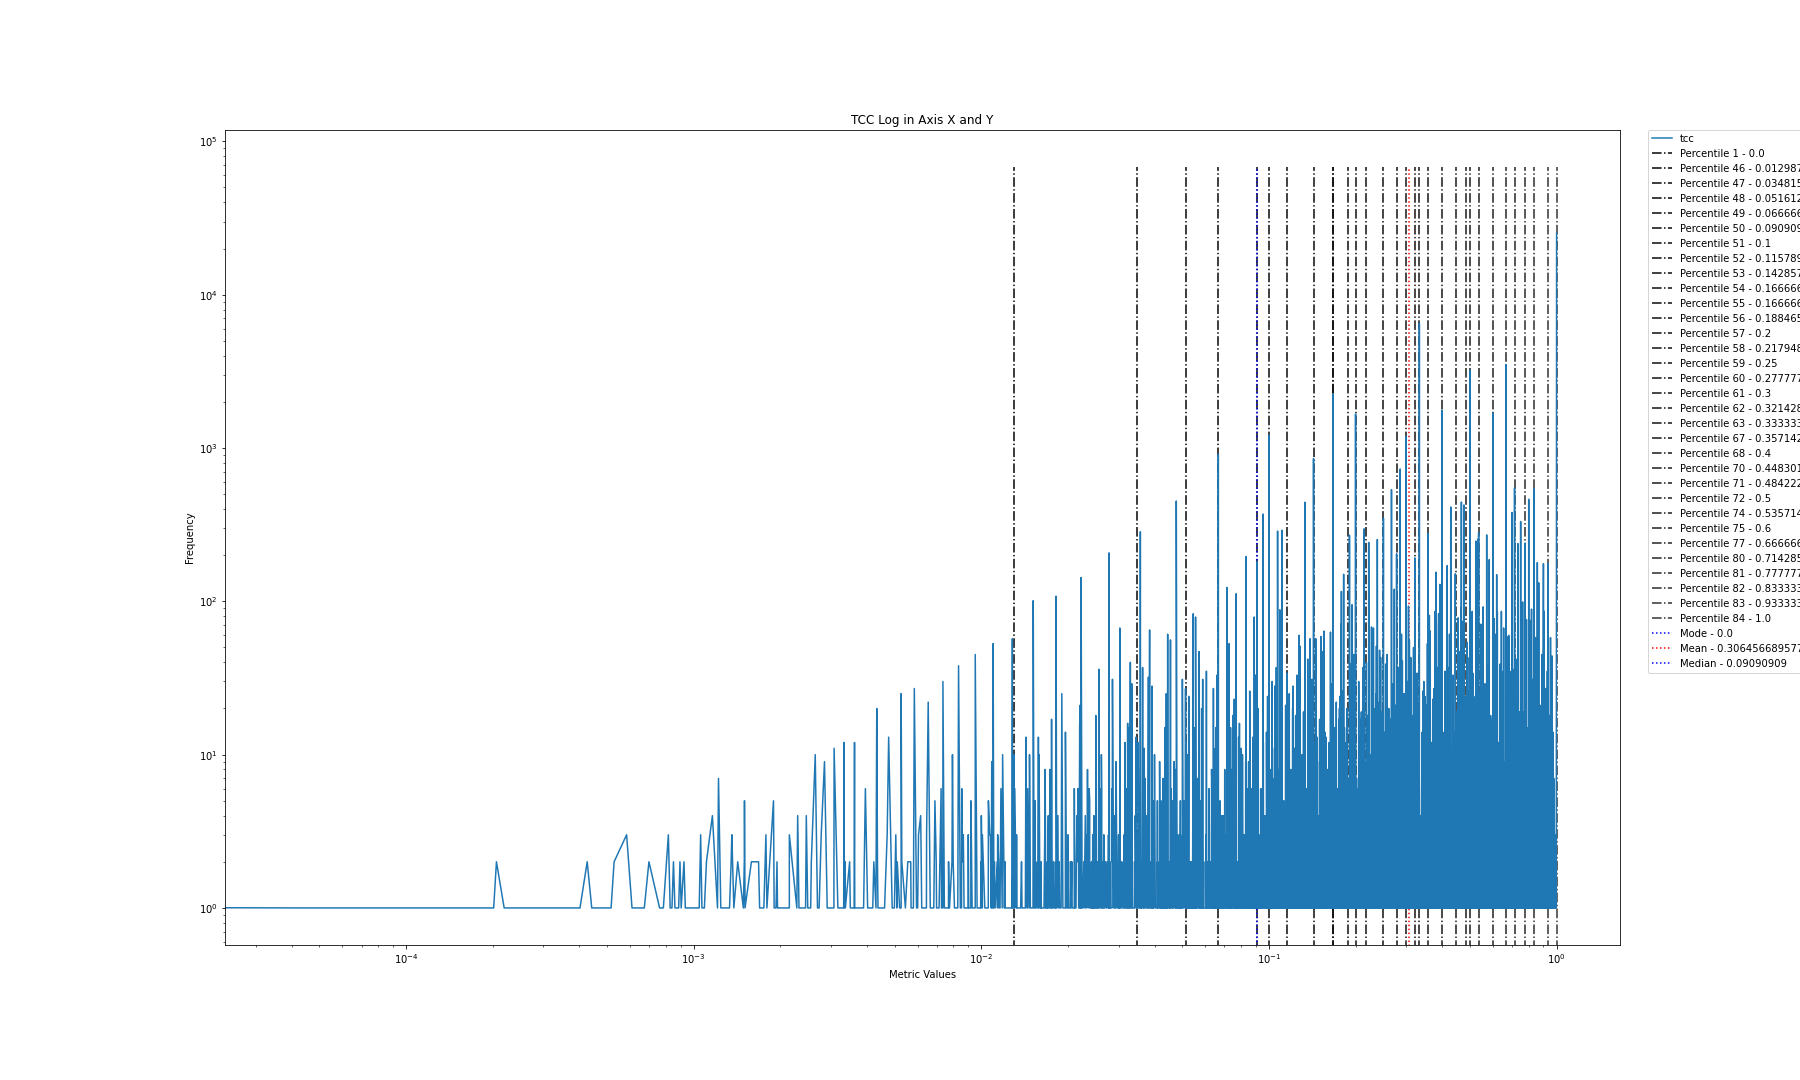 TCC Log in Axis X and Y
10^5
10^4
10^3
10^2
10^1
10^0
Frequency
10^-4
10^-3
10^-2
10^-1
10^0
Metric Values
tcc
Percentile 1 - 0.0
Percentile 46 - 0.012987
Percentile 47 - 0.034815
Percentile 48 - 0.051612
Percentile 49 - 0.066666
Percentile 50 - 0.090909
Percentile 51 - 0.1
Percentile 52 - 0.115789
Percentile 53 - 0.142857
Percentile 54 - 0.166666
Percentile 55 - 0.166666
Percentile 56 - 0.188465
Percentile 57 - 0.2
Percentile 58 - 0.217948
Percentile 59 - 0.25
Percentile 60 - 0.277777
Percentile 61 - 0.3
Percentile 62 - 0.321428
Percentile 63 - 0.333333
Percentile 67 - 0.357142
Percentile 68 - 0.4
Percentile 70 - 0.448301
Percentile 71 - 0.484222
Percentile 72 - 0.5
Percentile 74 - 0.535714
Percentile 75 - 0.6
Percentile 77 - 0.666666
Percentile 80 - 0.714285
Percentile 81 - 0.777777
Percentile 82 - 0.833333
Percentile 83 - 0.933333
Percentile 84 - 1.0
Mode - 0.0
Mean - 0.306456689577
Median - 0.09090909